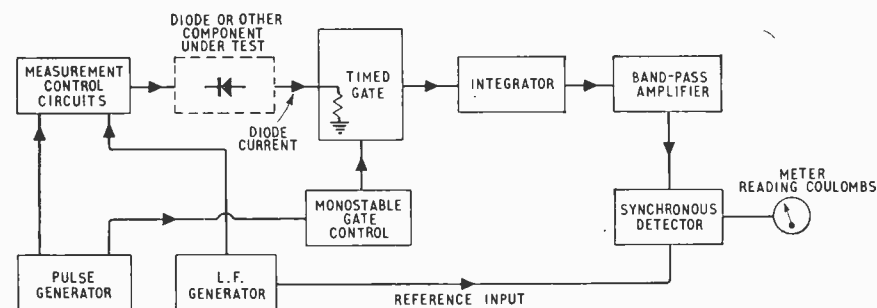 DIODE OR OTHER
COMPONENT
UNDER TEST
MEASUREMENT
CONTROL
CIRCUITS
TIMED
GATE
INTEGRATOR
BAND-PASS
AMPLIFIER
DIODE
CURRENT
METER
READING COULOMBS
MONOSTABLE
GATE
CONTROL
SYNCHRONOUS
DETECTOR
PULSE
GENERATOR
L.F.
GENERATOR
REFERENCE INPUT